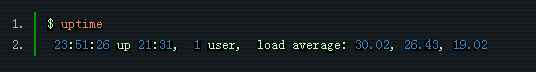 1. $ uptime
2. 23:51:26 up 21:31, 1 user, load average: 30.02, 26.43, 19.02